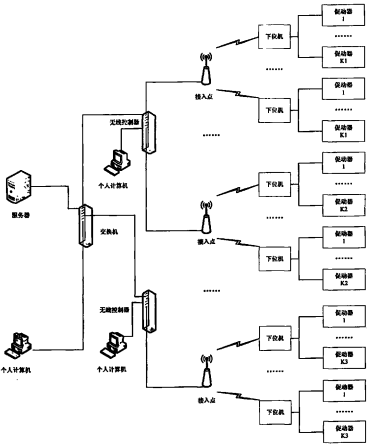 促动器
1
……
下位机
促动器
K1
……
接入点
促动器
1
下位机
……
促动器
K1
无线控制器
……
个人计算机
促动器
1
……
下位机
促动器
K2
服务器
……
接入点
促动器
1
交换机
下位机
……
促动器
K2
……
无线控制器
促动器
1
……
下位机
促动器
K3
个人计算机
个人计算机
……
接入点
促动器
1
下位机
……
促动器
K3